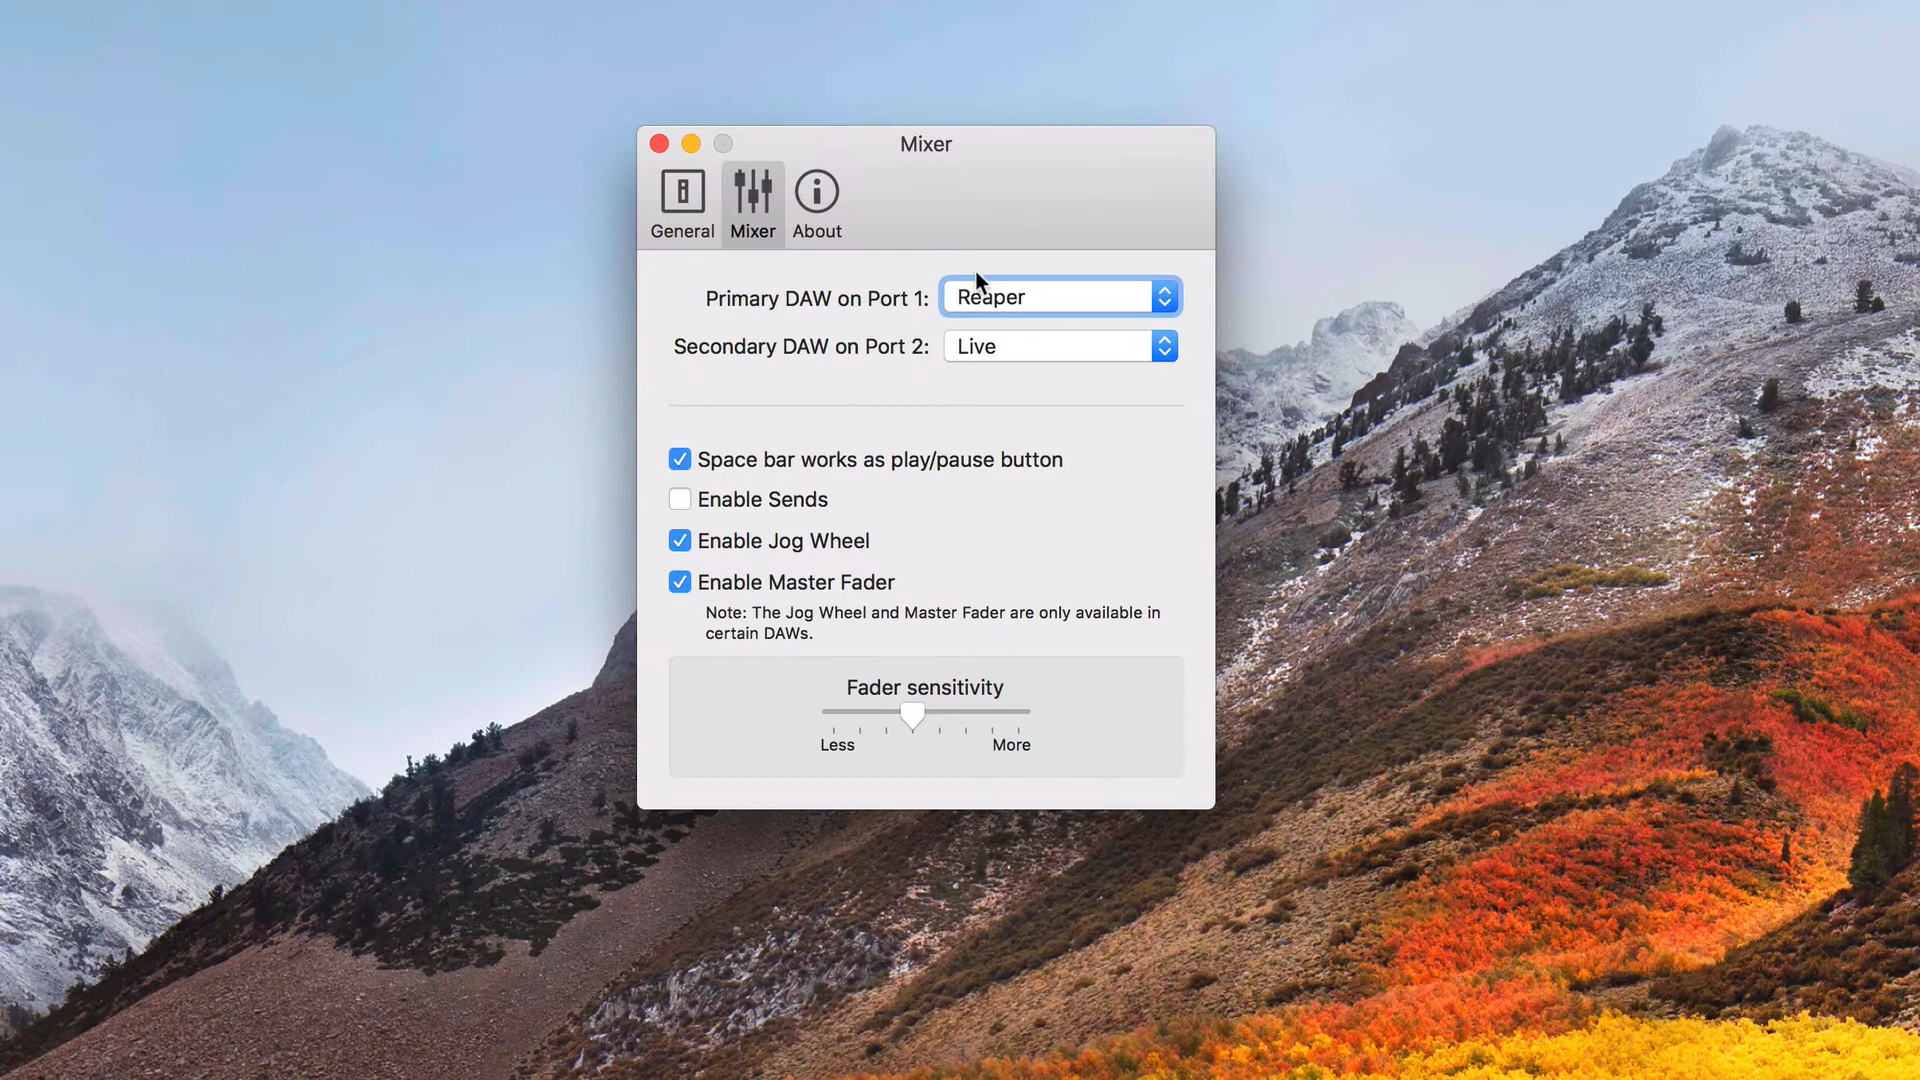 Mixer
General Mixer About
Primary DAW on Port 1: Reaper
Secondary DAW on Port 2: Live
Space bar works as play/pause button
Enable Sends
Enable Jog Wheel
Enable Master Fader
Note: The Jog Wheel and Master Fader are only available in
certain DAWs.
Fader sensitivity
Less More